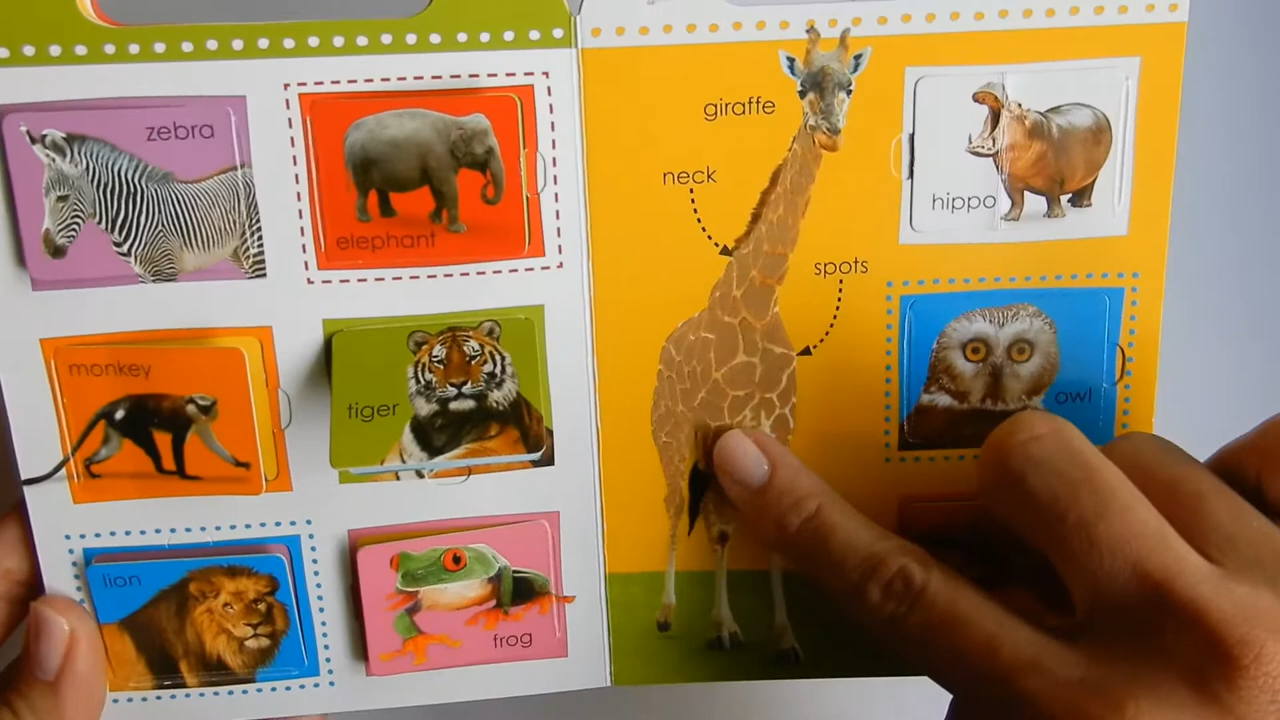 zebra
elephant
monkey
tiger
lion
frog
giraffe
neck
spots
hippo
owl